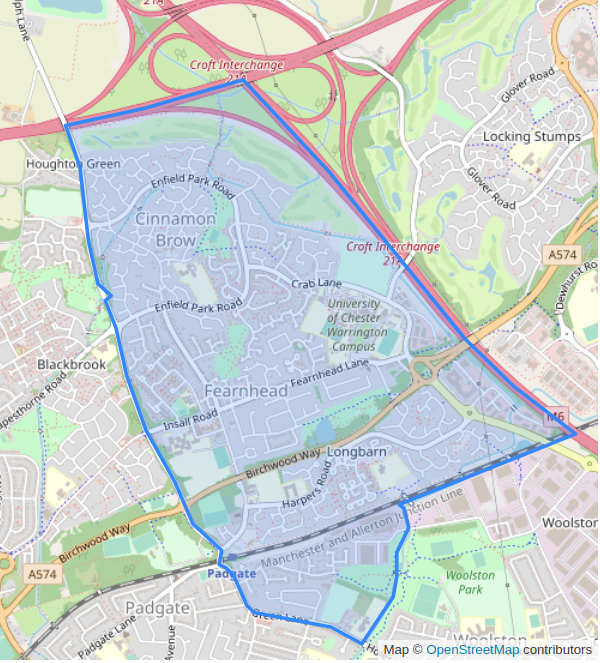 21A
lph Lane
Croft Interchange
21A
Glover Road
Locking Stumps
Houghton Green
Enfield Park Road
Glover Road
Cinnamon
Brow
Croft Interchange
21A
A574
Dewhurst Ro
Crab Lane
Enfield Park Road
University
of Chester
Warrington
Campus
Blackbrook
Fearnhead Lane
Fearnhead
apesthorne Road
Insall Road
M6
Birchwood Way
Longbarn
Harper's Road
Manchester and Allerton Junction Line
Woolston
Birchwood Way
A574
Padgate
Woolston
Park
Padgate
Green Lane
Padgate Lane
Avenue
Ho
Woolston
Map © OpenStreetMap contributors